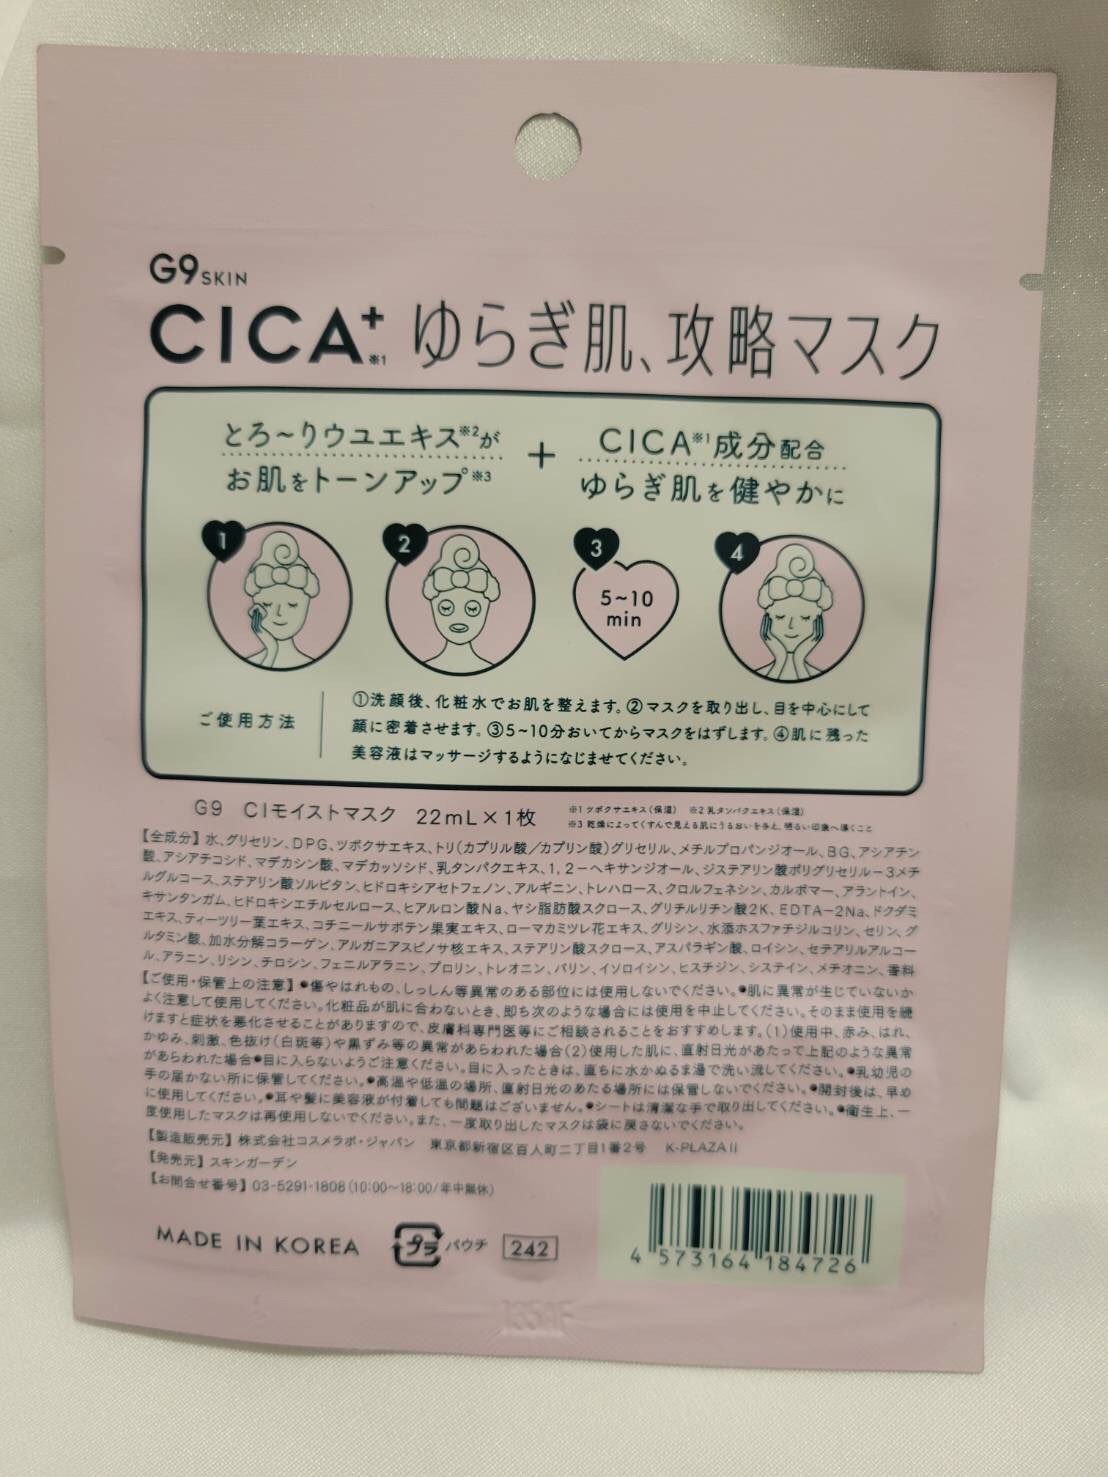 G9 SKIN
CICA+※1 ゆらぎ肌、攻略マスク
とろ〜りウユエキス※2が
お肌をトーンアップ※3
+
CICA※1成分配合
ゆらぎ肌を健やかに
1
2
3
5~10
min
4
ご使用方法
①洗顔後、化粧水でお肌を整えます。②マスクを取り出し、目を中心にして
顔に密着させます。③5~10分おいてからマスクをはずします。④肌に残った
美容液はマッサージするようになじませてください。
G9 CIモイストマスク 22mL×1枚
※1 ツボクサエキス(保湿) ※2 乳タンパクエキス(保湿)
※3 乾燥によってくすんで見える肌にうるおいを与え、明るい印象へ導くこと
【全成分】水、グリセリン、DPG、ツボクサエキス、トリ(カプリル酸/カプリン酸)グリセリル、メチルプロパンジオール、BG、アシアチン
酸、アシアチコシド、マデカシン酸、マデカッソシド、乳タンパクエキス、1,2-ヘキサンジオール、ジステアリン酸ポリグリセリル-3メチ
ルグルコース、ステアリン酸ソルビタン、ヒドロキシアセトフェノン、アルギニン、トレハロース、クロルフェネシン、カルボマー、アラントイン、
キサンタンガム、ヒドロキシエチルセルロース、ヒアルロン酸Na、ヤシ脂肪酸スクロース、グリチルリチン酸2K、EDTA-2Na、ドクダミ
エキス、ティーツリー葉エキス、コチニールサボテン果実エキス、ローマカミツレ花エキス、グリシン、水添ホスファチジルコリン、セリン、グ
ルタミン酸、加水分解コラーゲン、アルガニアスピノサ核エキス、ステアリン酸スクロース、アスパラギン酸、ロイシン、セテアリルアルコー
ル、アラニン、リシン、チロシン、フェニルアラニン、プロリン、トレオニン、バリン、イソロイシン、ヒスチジン、システイン、メチオニン、香料
【ご使用・保管上の注意】●傷やはれもの、しっしん等異常のある部位には使用しないでください。●肌に異常が生じていないか
よく注意して使用してください。化粧品が肌に合わないとき、即ち次のような場合には使用を中止してください。そのまま使用を続
けますと症状を悪化させることがありますので、皮膚科専門医等にご相談されることをおすすめします。(1)使用中、赤み、はれ、
かゆみ、刺激、色抜け(白斑等)や黒ずみ等の異常があらわれた場合(2)使用した肌に、直射日光があたって上記のような異常
があらわれた場合●目に入らないようご注意ください。目に入ったときは、直ちに水かぬるま湯で洗い流してください。●乳幼児の
手の届かない所に保管してください。●高温や低温の場所、直射日光のあたる場所には保管しないでください。●開封後は、早め
に使用してください。●耳や髪に美容液が付着しても問題はございません。●シートは清潔な手で取り出してください。●衛生上、一
度使用したマスクは再使用しないでください。また、一度取り出したマスクは袋に戻さないでください。
【製造販売元】株式会社コスメラボ・ジャパン 東京都新宿区百人町二丁目1番2号 K-PLAZAⅡ
【発売元】スキンガーデン
【お問合せ番号】03-5291-1808(10:00~18:00/年中無休)
MADE IN KOREA
プラ
パウチ
242
4 573164 184726